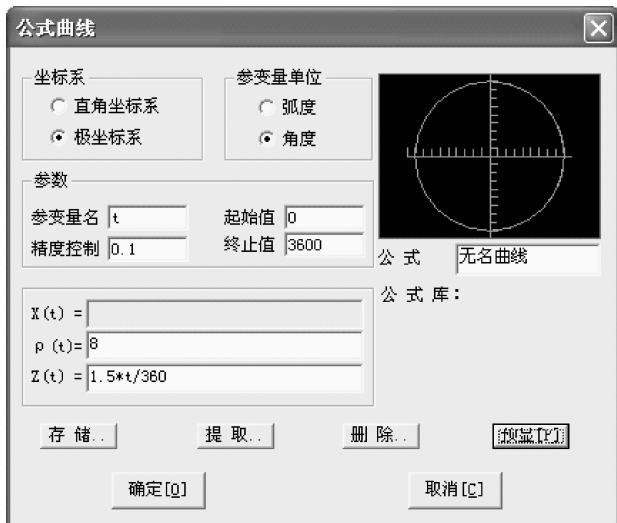 公式曲线
坐标系
直角坐标系
极坐标系
参变量单位
弧度
角度
参数
参变量名 t
起始值 0
精度控制 0.1
终止值 3600
公 式 无名曲线
公 式 库:
X(t) =
ρ (t)= 8
Z(t) = 1.5*t/360
存 储..
提 取..
删 除..
预显[P]
确定[O]
取消[C]